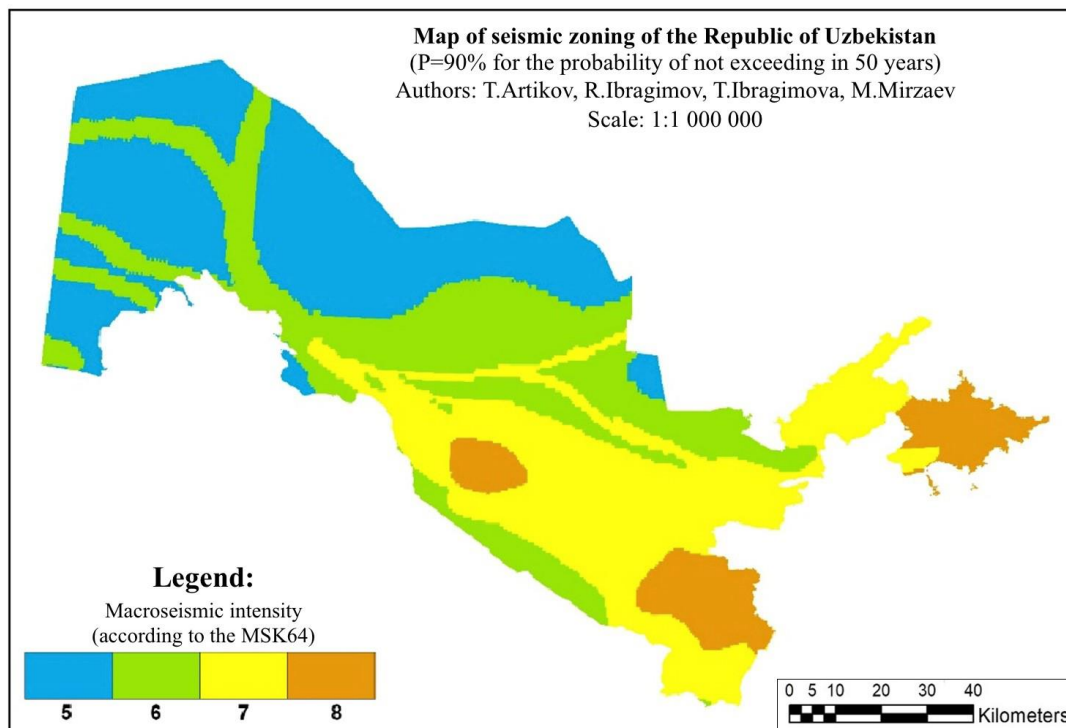 Map of seismic zoning of the Republic of Uzbekistan
(P=90% for the probability of not exceeding in 50 years)
Authors: T.Artikov, R.Ibragimov, T.Ibragimova, M.Mirzaev
Scale: 1:1 000 000
Legend:
Macroseismic intensity
(according to the MSK64)
5 6 7 8
0 5 10 20 30 40
Kilometers